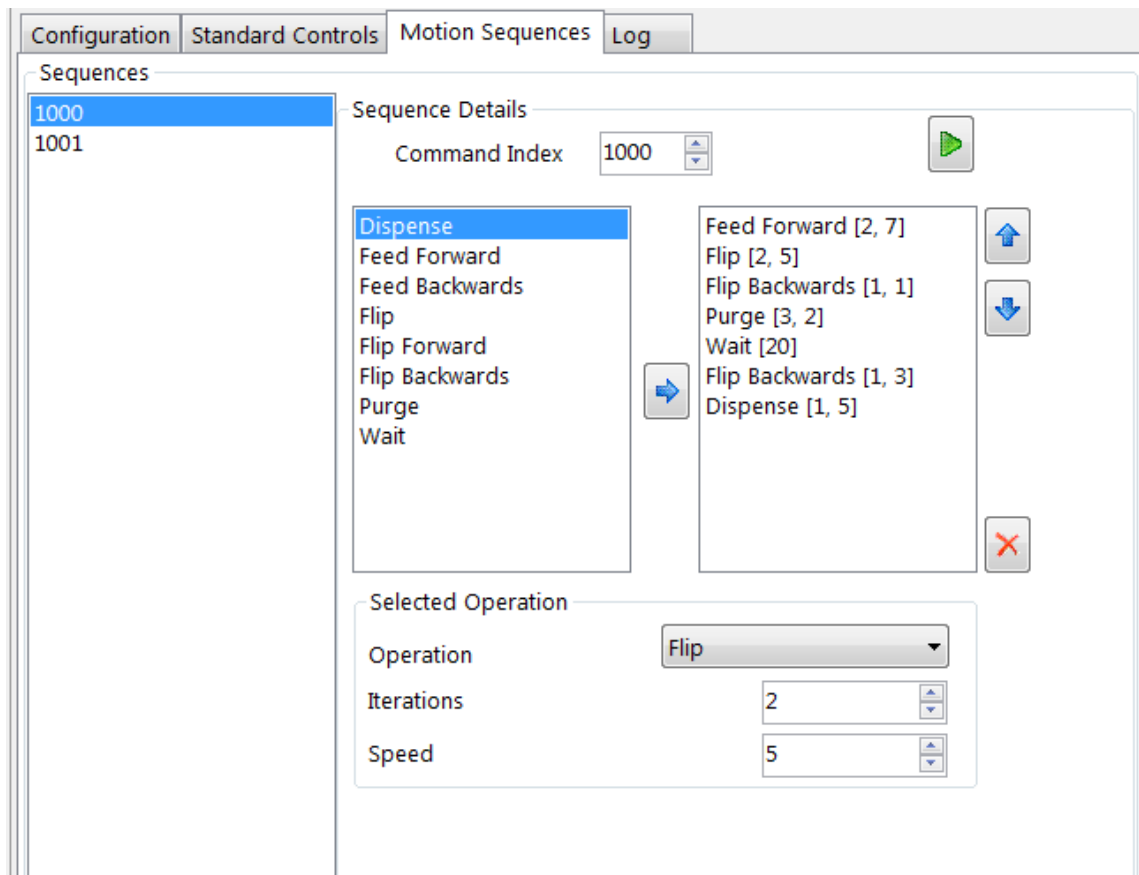 Configuration Standard Controls Motion Sequences Log
Sequences
1000
1001
Sequence Details
Command Index 1000
Dispense
Feed Forward
Feed Backwards
Flip
Flip Forward
Flip Backwards
Purge
Wait
Feed Forward [2, 7]
Flip [2, 5]
Flip Backwards [1, 1]
Purge [3, 2]
Wait [20]
Flip Backwards [1, 3]
Dispense [1, 5]
Selected Operation
Operation Flip
Iterations 2
Speed 5